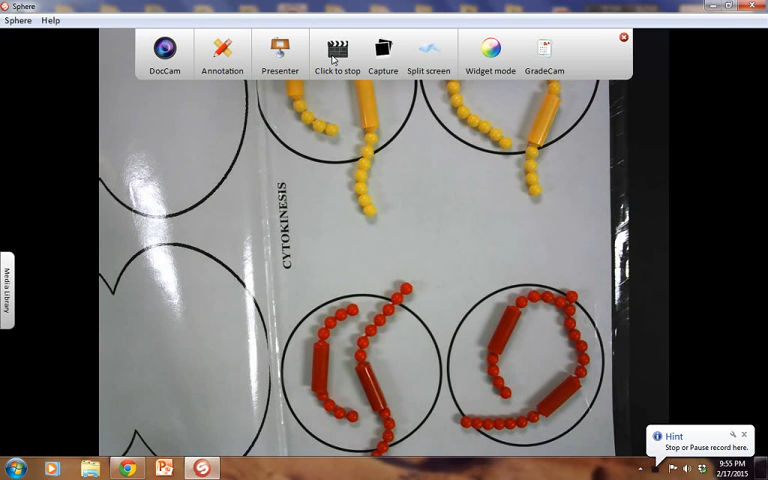 Sphere
Sphere Help
DocCam Annotation Presenter Click to stop Capture Split screen Widget mode GradeCam
CYTOKINESIS
Media Library
Hint
Stop or Pause record here.
9:55 PM
2/17/2015